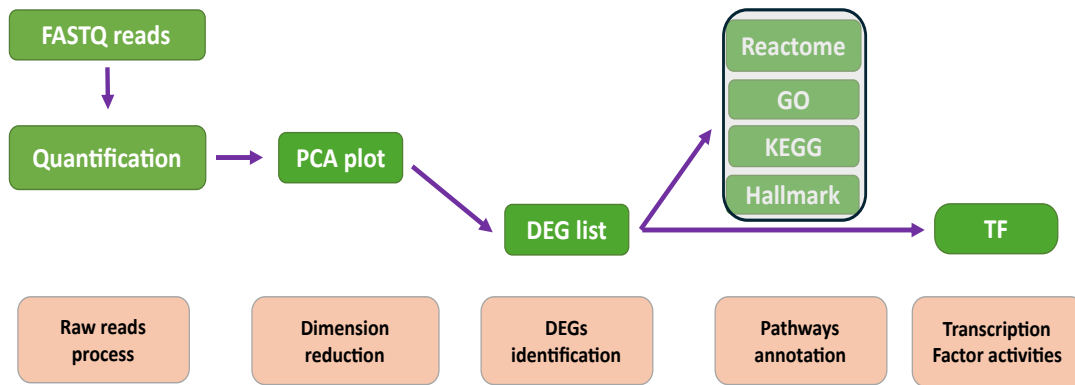 FASTQ reads
Quantification
PCA plot
DEG list
Reactome
GO
KEGG
Hallmark
TF
Raw reads
process
Dimension
reduction
DEGs
identification
Pathways
annotation
Transcription
Factor activities